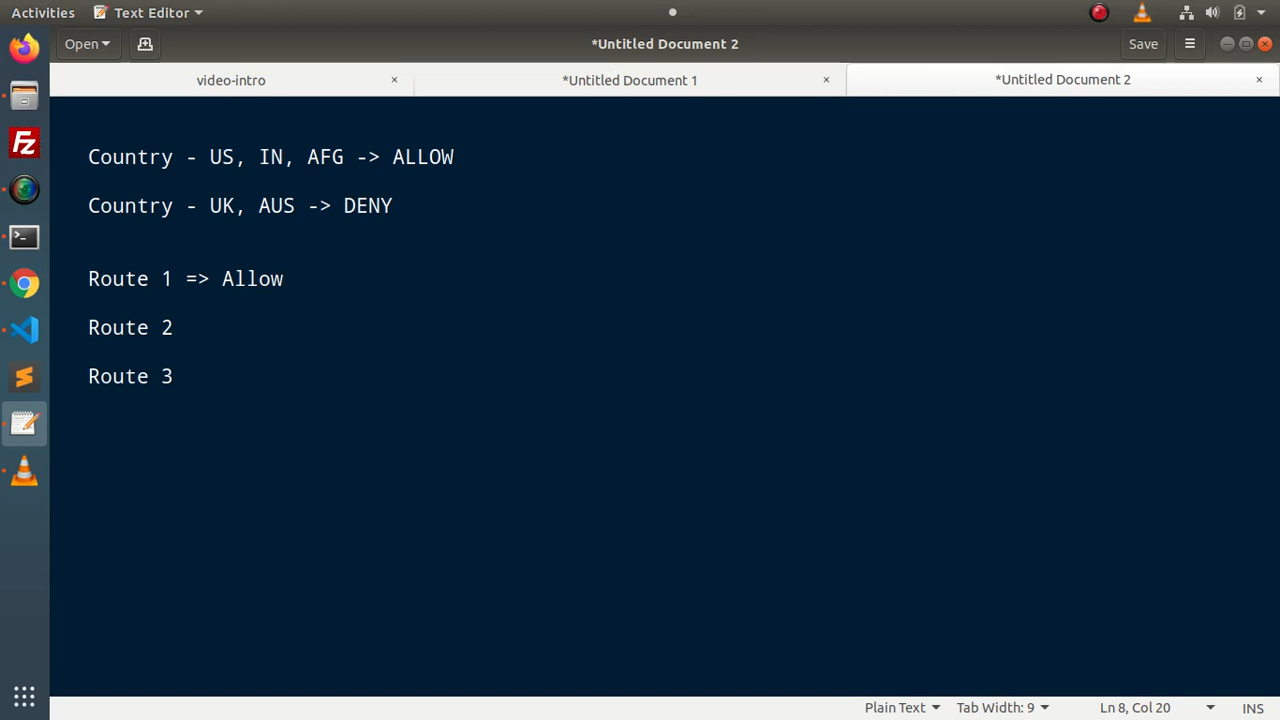 Activities Text Editor
Open *Untitled Document 2 Save
video-intro *Untitled Document 1 *Untitled Document 2
Country - US, IN, AFG -> ALLOW
Country - UK, AUS -> DENY
Route 1 => Allow
Route 2
Route 3
Plain Text Tab Width: 9 Ln 8, Col 20 INS